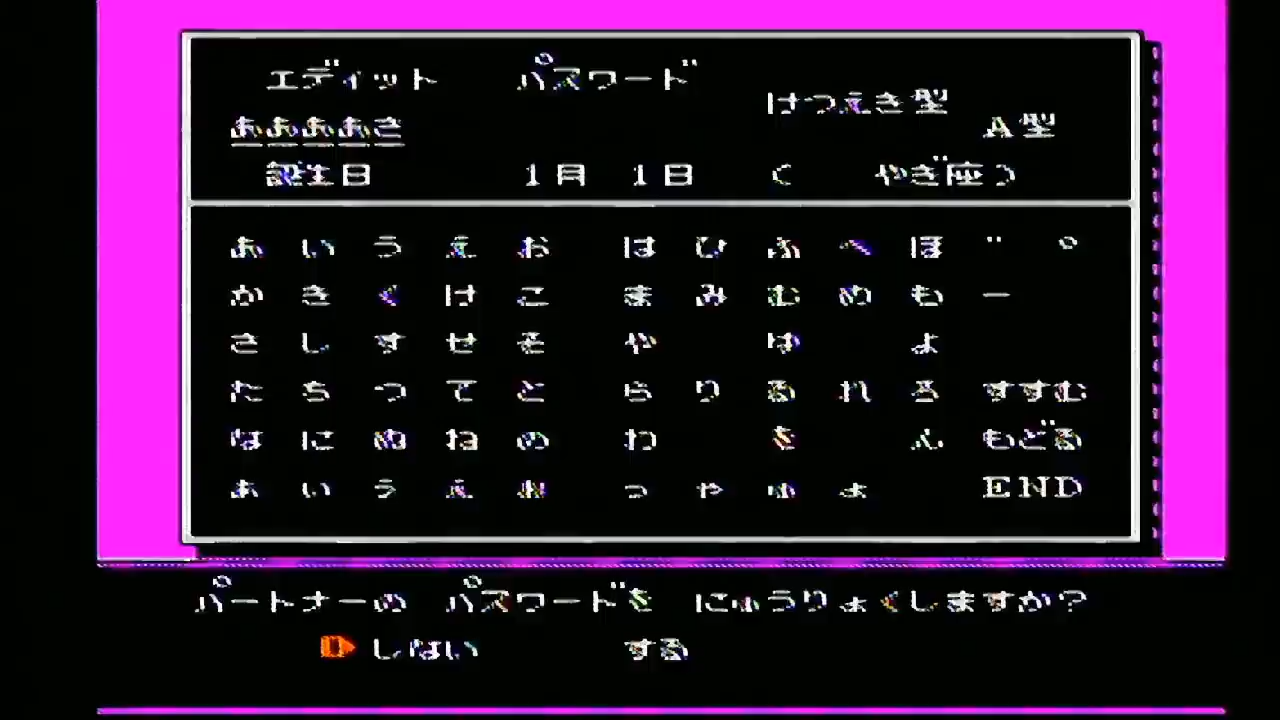 エディット パスワード
けつえき型 A型
ああああさ
誕生日 1月 1日 ( やぎ座)
あ い う え お は ひ ふ へ ほ ゛ ゜
か き く け こ ま み む め も ー
さ し す せ そ や ゆ よ
た ち つ て と ら り る れ ろ すすむ
な に ぬ ね の わ を ん もどる
ぁ ぃ ぅ ぇ ぉ っ ゃ ゅ ょ END
パートナーの パスワードを にゅうりょくしますか?
しない する